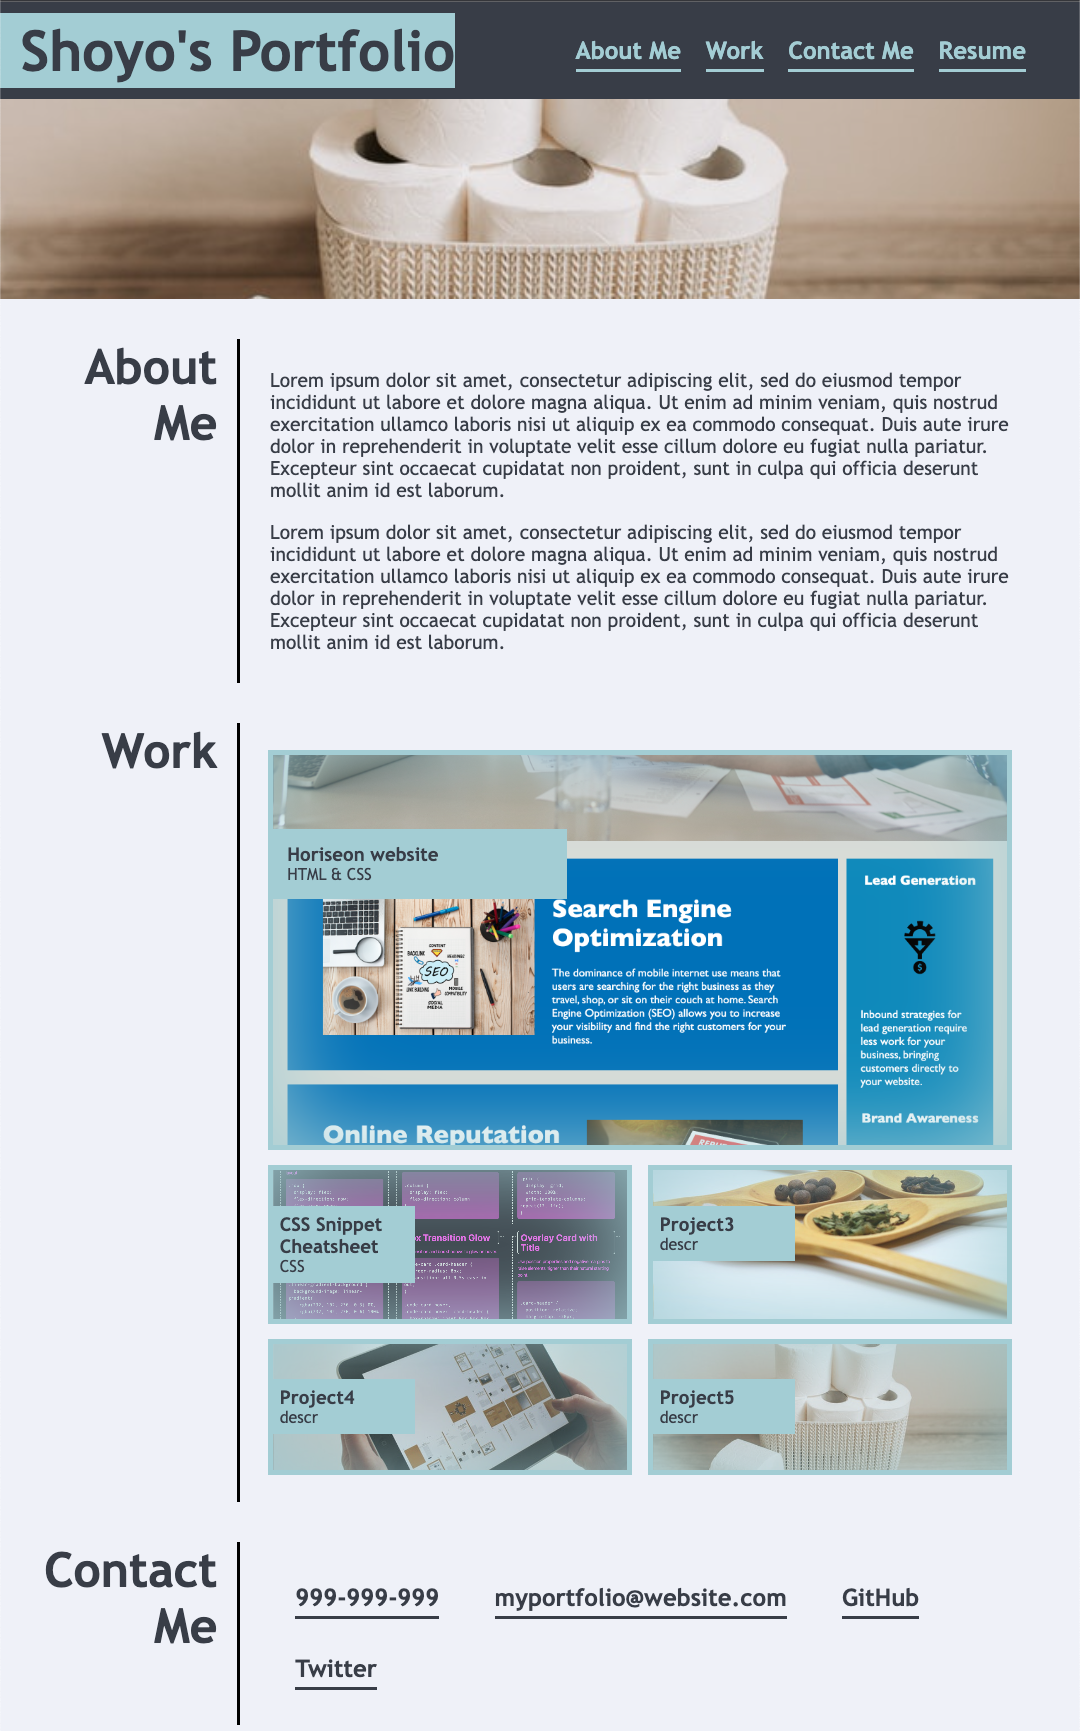 Shoyo's Portfolio
About Me Work Contact Me Resume
About
Me
Lorem ipsum dolor sit amet, consectetur adipiscing elit, sed do eiusmod tempor
incididunt ut labore et dolore magna aliqua. Ut enim ad minim veniam, quis nostrud
exercitation ullamco laboris nisi ut aliquip ex ea commodo consequat. Duis aute irure
dolor in reprehenderit in voluptate velit esse cillum dolore eu fugiat nulla pariatur.
Excepteur sint occaecat cupidatat non proident, sunt in culpa qui officia deserunt
mollit anim id est laborum.
Lorem ipsum dolor sit amet, consectetur adipiscing elit, sed do eiusmod tempor
incididunt ut labore et dolore magna aliqua. Ut enim ad minim veniam, quis nostrud
exercitation ullamco laboris nisi ut aliquip ex ea commodo consequat. Duis aute irure
dolor in reprehenderit in voluptate velit esse cillum dolore eu fugiat nulla pariatur.
Excepteur sint occaecat cupidatat non proident, sunt in culpa qui officia deserunt
mollit anim id est laborum.
Work
Horiseon website
HTML & CSS
CONTENT
BACKLINK
SEO
LINK BUILDING
MOBILE
COMPATIBILITY
SOCIAL
MEDIA
Search Engine
Optimization
The dominance of mobile internet use means that
users are searching for the right business as they
travel, shop, or sit on their couch at home. Search
Engine Optimization (SEO) allows you to increase
your visibility and find the right customers for your
business.
Online Reputation
Lead Generation
$
Inbound strategies for
lead generation require
less work for your
business, bringing
customers directly to
your website.
Brand Awareness
CSS Snippet
Cheatsheet
CSS
x Transition Glow
Overlay Card with
Title
Project3
descr
Project4
descr
Project5
descr
Contact
Me
999-999-999 myportfolio@website.com GitHub
Twitter